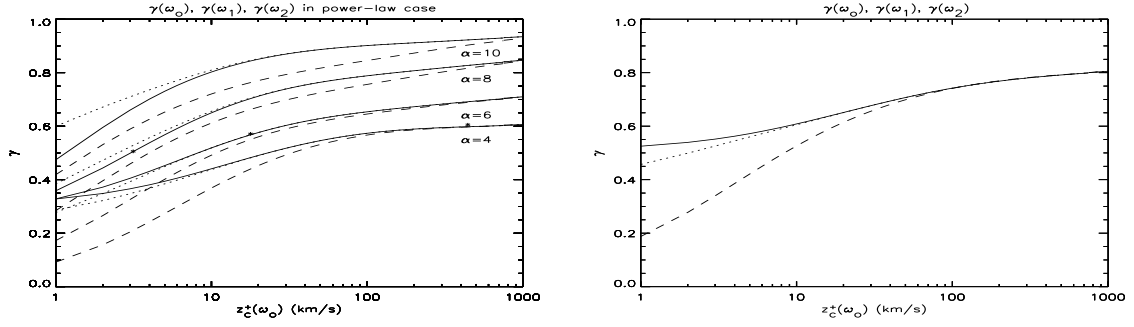 γ(ω₀), γ(ω₁), γ(ω₂) in power-law case
1.0
0.8
0.6
0.4
0.2
0.0
γ
α=10
α=8
α=6
α=4
1
10
100
1000
z_c^+(ω₀) (km/s)
γ(ω₀), γ(ω₁), γ(ω₂)
1.0
0.8
0.6
0.4
0.2
0.0
γ
1
10
100
1000
z_c^+(ω₀) (km/s)